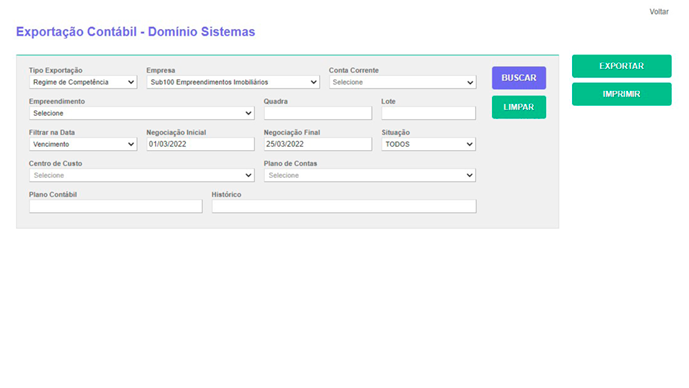 Voltar
Exportação Contábil - Domínio Sistemas
Tipo Exportação Empresa Conta Corrente
Regime de Competência Sub100 Empreendimentos Imobiliários Selecione
BUSCAR
EXPORTAR
Empreendimento Quadra Lote
Selecione
LIMPAR
IMPRIMIR
Filtrar na Data Negociação Inicial Negociação Final Situação
Vencimento 01/03/2022 25/03/2022 TODOS
Centro de Custo Plano de Contas
Selecione Selecione
Plano Contábil Histórico